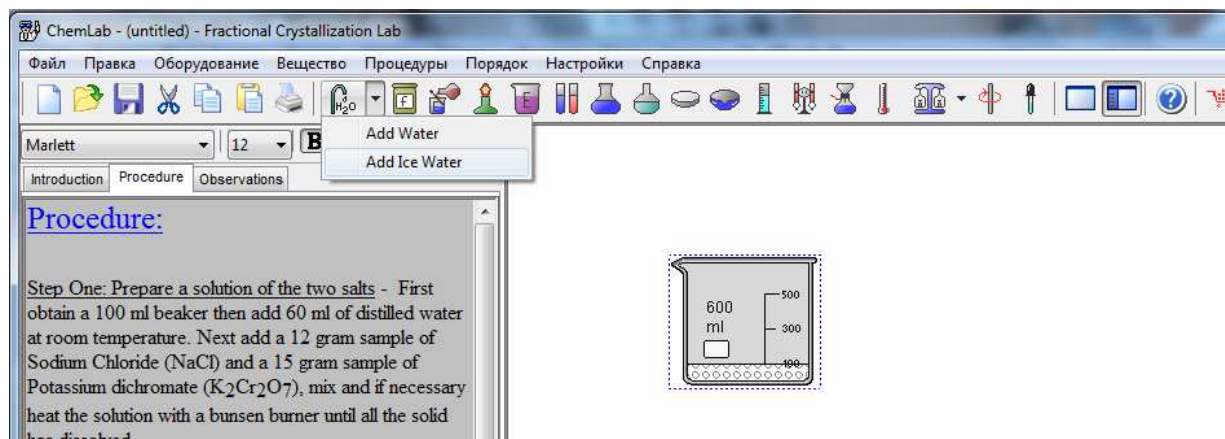 ChemLab - (untitled) - Fractional Crystallization Lab
Файл Правка Оборудование Вещество Процедуры Порядок Настройки Справка
H2O F E ?
Marlett 12 B
Add Water
Add Ice Water
Introduction Procedure Observations
Procedure:
Step One: Prepare a solution of the two salts - First
obtain a 100 ml beaker then add 60 ml of distilled water
at room temperature. Next add a 12 gram sample of
Sodium Chloride (NaCl) and a 15 gram sample of
Potassium dichromate (K2Cr2O7), mix and if necessary
heat the solution with a bunsen burner until all the solid
has dissolved
600
ml
500
300
100